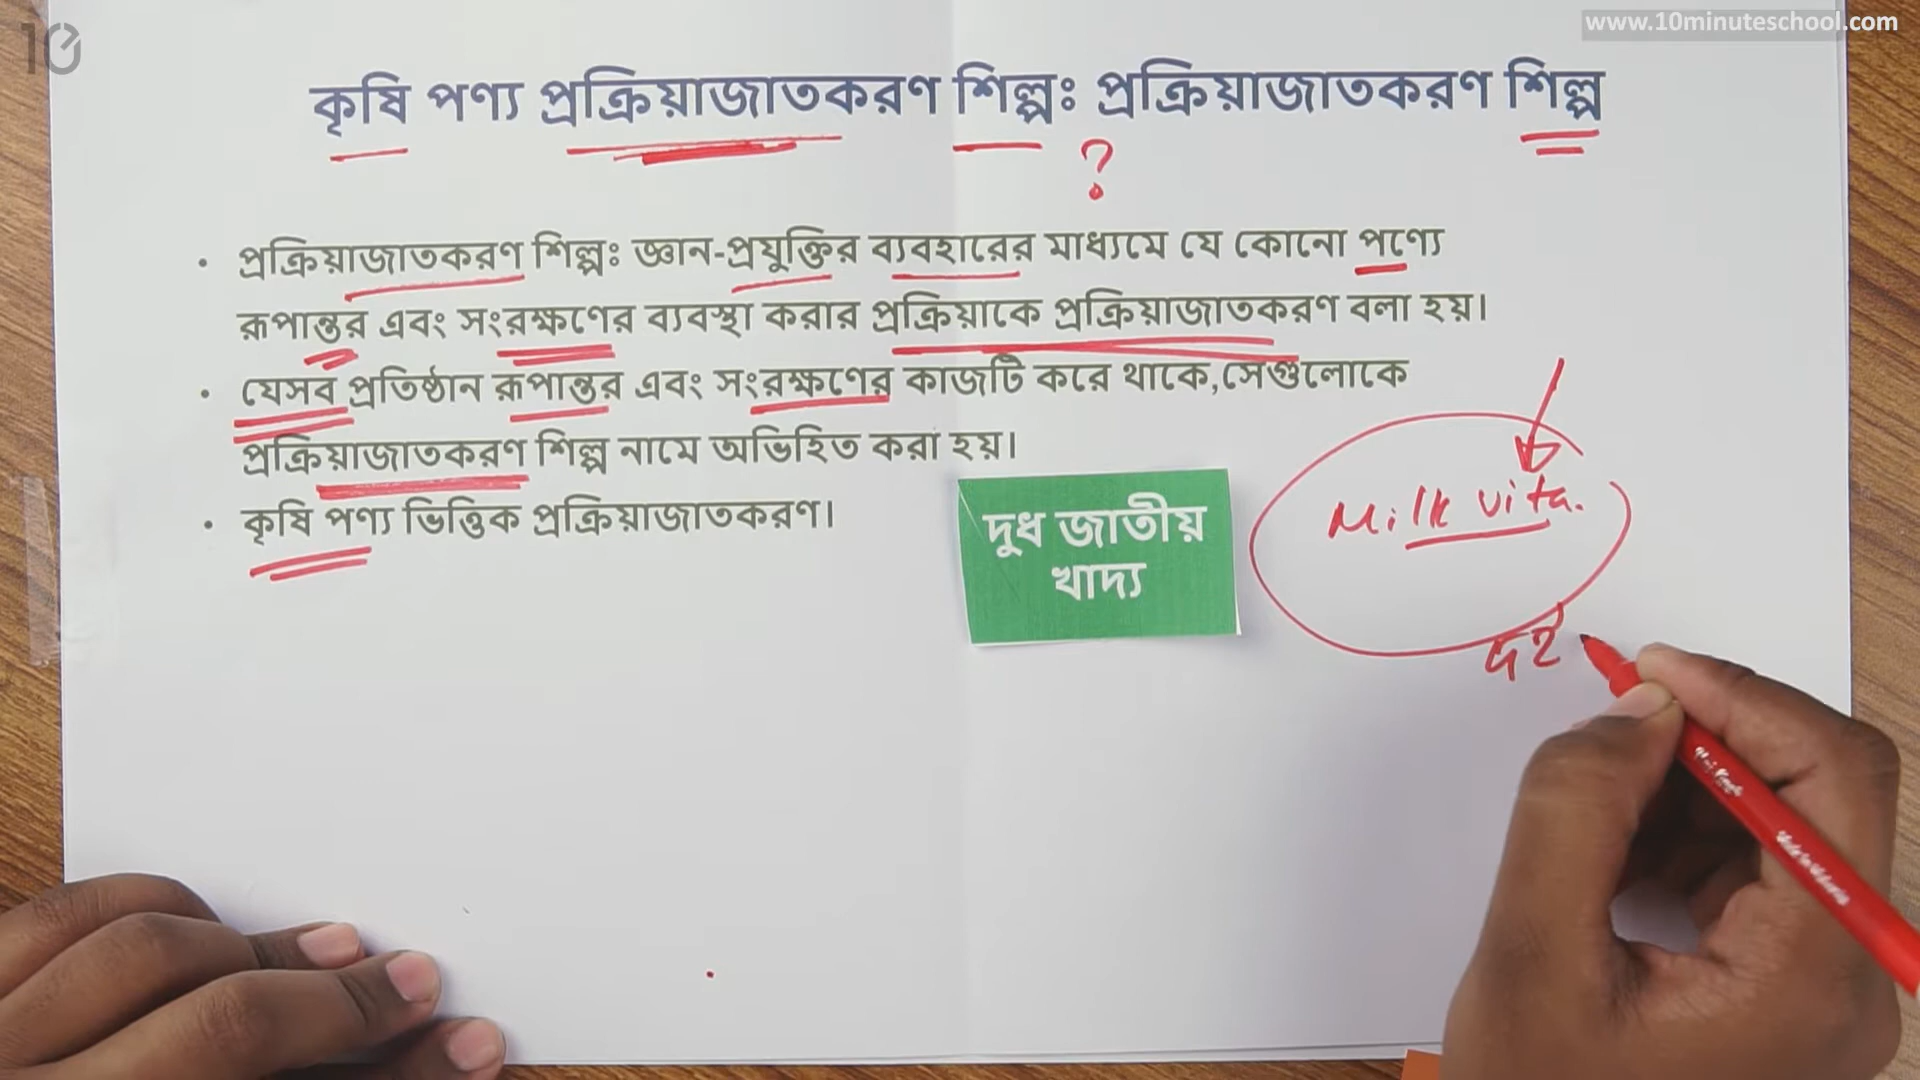 10
www.10minuteschool.com
কৃষি পণ্য প্রক্রিয়াজাতকরণ শিল্পঃ প্রক্রিয়াজাতকরণ শিল্প
?
• প্রক্রিয়াজাতকরণ শিল্পঃ জ্ঞান-প্রযুক্তির ব্যবহারের মাধ্যমে যে কোনো পণ্যে
রূপান্তর এবং সংরক্ষণের ব্যবস্থা করার প্রক্রিয়াকে প্রক্রিয়াজাতকরণ বলা হয়।
• যেসব প্রতিষ্ঠান রূপান্তর এবং সংরক্ষণের কাজটি করে থাকে,সেগুলোকে
প্রক্রিয়াজাতকরণ শিল্প নামে অভিহিত করা হয়।
• কৃষি পণ্য ভিত্তিক প্রক্রিয়াজাতকরণ।
দুধ জাতীয়
খাদ্য
Milk vita.
দই